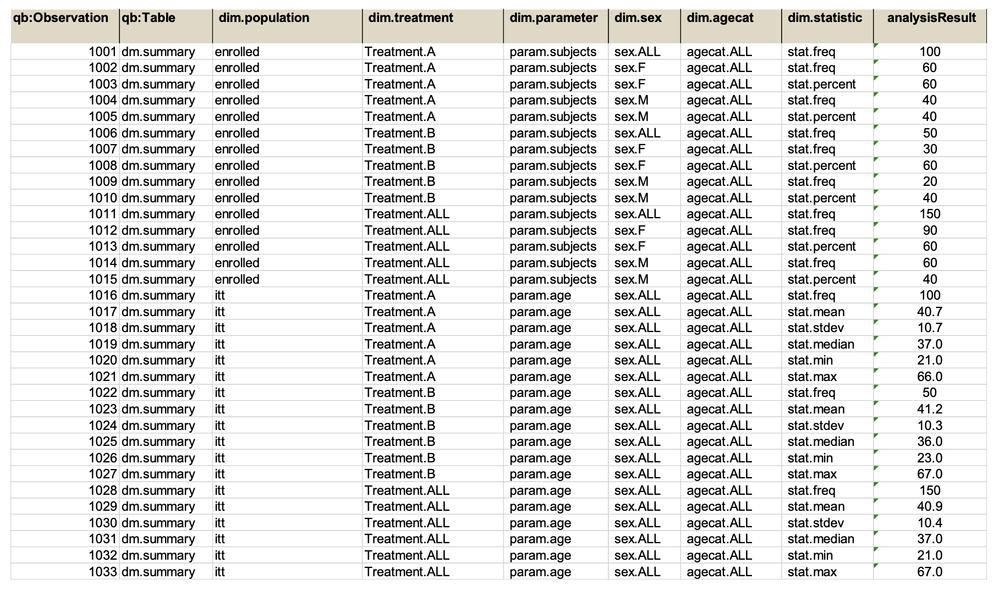 qb:Observation qb:Table dim.population dim.treatment dim.parameter dim.sex dim.agecat dim.statistic analysisResult
1001 dm.summary enrolled Treatment.A param.subjects sex.ALL agecat.ALL stat.freq 100
1002 dm.summary enrolled Treatment.A param.subjects sex.F agecat.ALL stat.freq 60
1003 dm.summary enrolled Treatment.A param.subjects sex.F agecat.ALL stat.percent 60
1004 dm.summary enrolled Treatment.A param.subjects sex.M agecat.ALL stat.freq 40
1005 dm.summary enrolled Treatment.A param.subjects sex.M agecat.ALL stat.percent 40
1006 dm.summary enrolled Treatment.B param.subjects sex.ALL agecat.ALL stat.freq 50
1007 dm.summary enrolled Treatment.B param.subjects sex.F agecat.ALL stat.freq 30
1008 dm.summary enrolled Treatment.B param.subjects sex.F agecat.ALL stat.percent 60
1009 dm.summary enrolled Treatment.B param.subjects sex.M agecat.ALL stat.freq 20
1010 dm.summary enrolled Treatment.B param.subjects sex.M agecat.ALL stat.percent 40
1011 dm.summary enrolled Treatment.ALL param.subjects sex.ALL agecat.ALL stat.freq 150
1012 dm.summary enrolled Treatment.ALL param.subjects sex.F agecat.ALL stat.freq 90
1013 dm.summary enrolled Treatment.ALL param.subjects sex.F agecat.ALL stat.percent 60
1014 dm.summary enrolled Treatment.ALL param.subjects sex.M agecat.ALL stat.freq 60
1015 dm.summary enrolled Treatment.ALL param.subjects sex.M agecat.ALL stat.percent 40
1016 dm.summary itt Treatment.A param.age sex.ALL agecat.ALL stat.freq 100
1017 dm.summary itt Treatment.A param.age sex.ALL agecat.ALL stat.mean 40.7
1018 dm.summary itt Treatment.A param.age sex.ALL agecat.ALL stat.stdev 10.7
1019 dm.summary itt Treatment.A param.age sex.ALL agecat.ALL stat.median 37.0
1020 dm.summary itt Treatment.A param.age sex.ALL agecat.ALL stat.min 21.0
1021 dm.summary itt Treatment.A param.age sex.ALL agecat.ALL stat.max 66.0
1022 dm.summary itt Treatment.B param.age sex.ALL agecat.ALL stat.freq 50
1023 dm.summary itt Treatment.B param.age sex.ALL agecat.ALL stat.mean 41.2
1024 dm.summary itt Treatment.B param.age sex.ALL agecat.ALL stat.stdev 10.3
1025 dm.summary itt Treatment.B param.age sex.ALL agecat.ALL stat.median 36.0
1026 dm.summary itt Treatment.B param.age sex.ALL agecat.ALL stat.min 23.0
1027 dm.summary itt Treatment.B param.age sex.ALL agecat.ALL stat.max 67.0
1028 dm.summary itt Treatment.ALL param.age sex.ALL agecat.ALL stat.freq 150
1029 dm.summary itt Treatment.ALL param.age sex.ALL agecat.ALL stat.mean 40.9
1030 dm.summary itt Treatment.ALL param.age sex.ALL agecat.ALL stat.stdev 10.4
1031 dm.summary itt Treatment.ALL param.age sex.ALL agecat.ALL stat.median 37.0
1032 dm.summary itt Treatment.ALL param.age sex.ALL agecat.ALL stat.min 21.0
1033 dm.summary itt Treatment.ALL param.age sex.ALL agecat.ALL stat.max 67.0